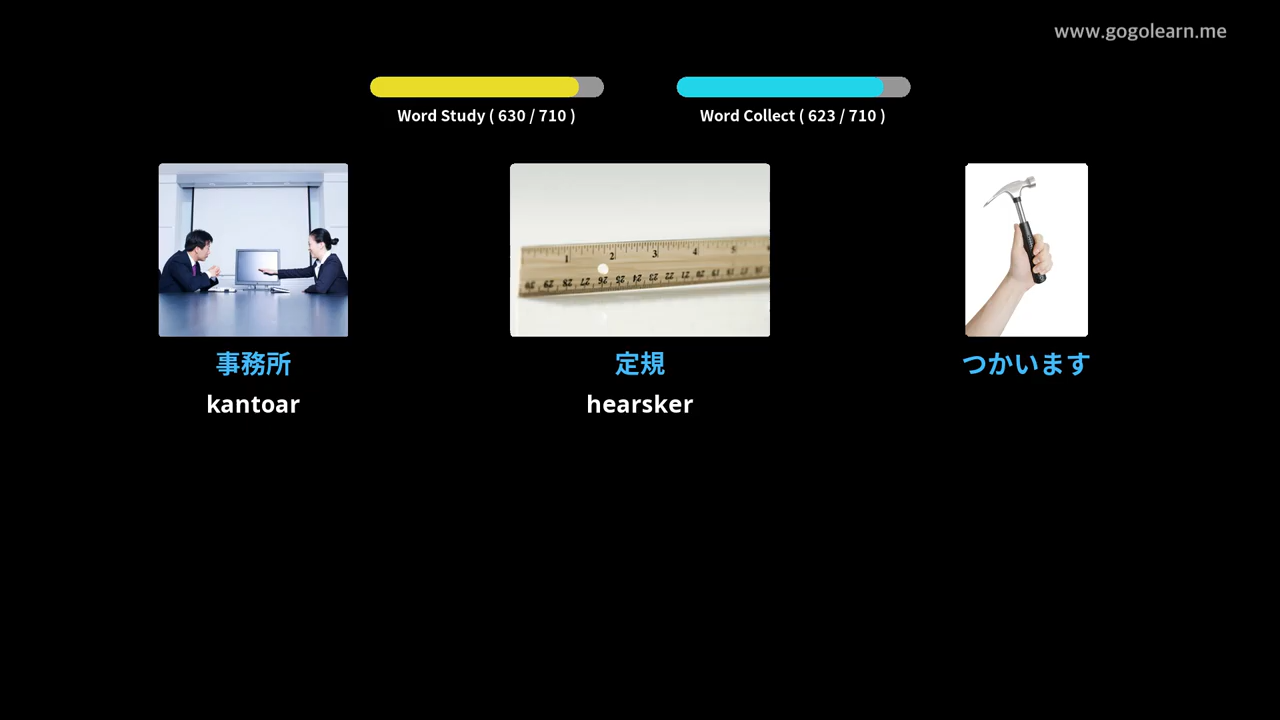 www.gogolearn.me
Word Study ( 630 / 710 )
Word Collect ( 623 / 710 )
事務所
定規
つかいます
kantoar
hearsker